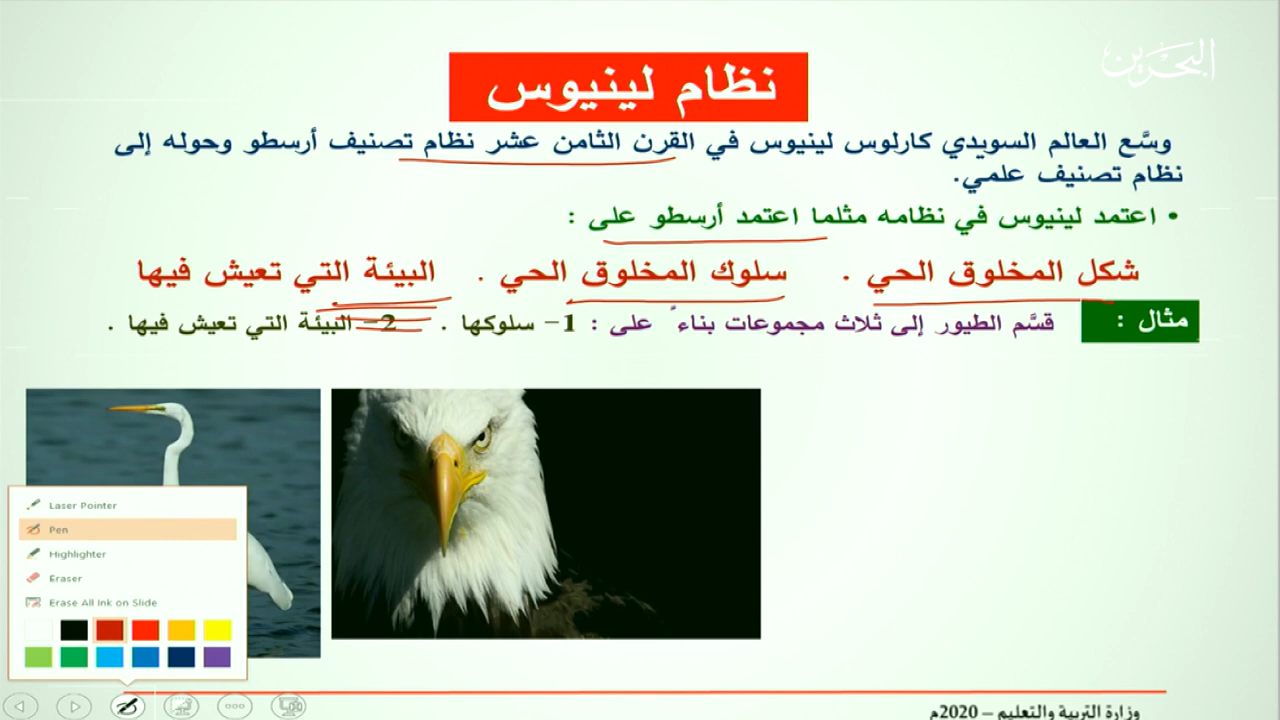 البحرين
نظام لينيوس
وسَّع العالم السويدي كارلوس لينيوس في القرن الثامن عشر نظام تصنيف أرسطو وحوله إلى
نظام تصنيف علمي.
• اعتمد لينيوس في نظامه مثلما اعتمد أرسطو على :
شكل المخلوق الحي . سلوك المخلوق الحي . البيئة التي تعيش فيها
مثال : قسَّم الطيور إلى ثلاث مجموعات بناءً على : 1- سلوكها . 2- البيئة التي تعيش فيها .
Laser Pointer
Pen
Highlighter
Eraser
Erase All Ink on Slide
وزارة التربية والتعليم – 2020م